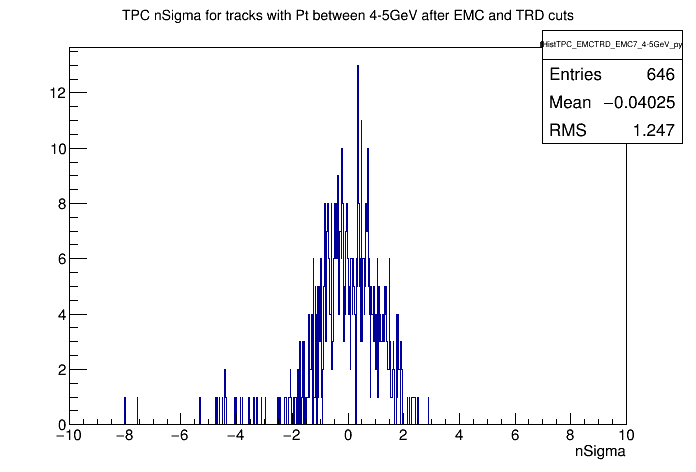 TPC nSigma for tracks with Pt between 4-5GeV after EMC and TRD cuts
HistTPC_EMCTRD_EMC7_4-5GeV_py
Entries 646
Mean −0.04025
RMS 1.247
12
10
8
6
4
2
0
−10 −8 −6 −4 −2 0 2 4 6 8 10
nSigma